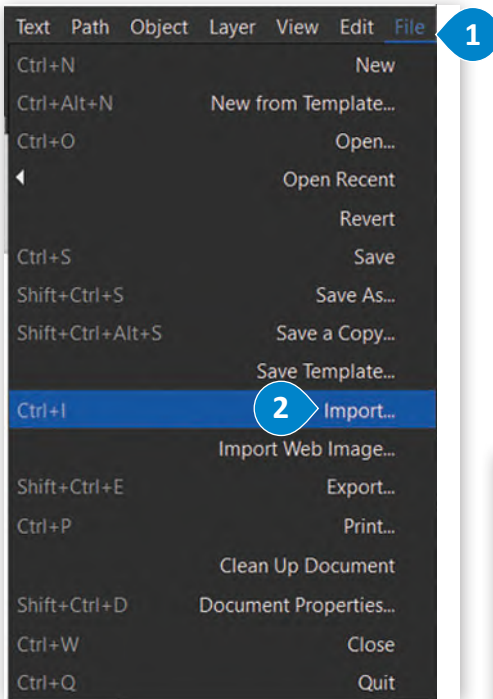 File Edit View Layer Object Path Text
1
New Ctrl+N
New from Template... Ctrl+Alt+N
Open... Ctrl+O
Open Recent
Revert
Save Ctrl+S
Save As... Shift+Ctrl+S
Save a Copy... Shift+Ctrl+Alt+S
Save Template...
2 Import... Ctrl+I
Import Web Image...
Export... Shift+Ctrl+E
Print... Ctrl+P
Clean Up Document
Document Properties... Shift+Ctrl+D
Close Ctrl+W
Quit Ctrl+Q